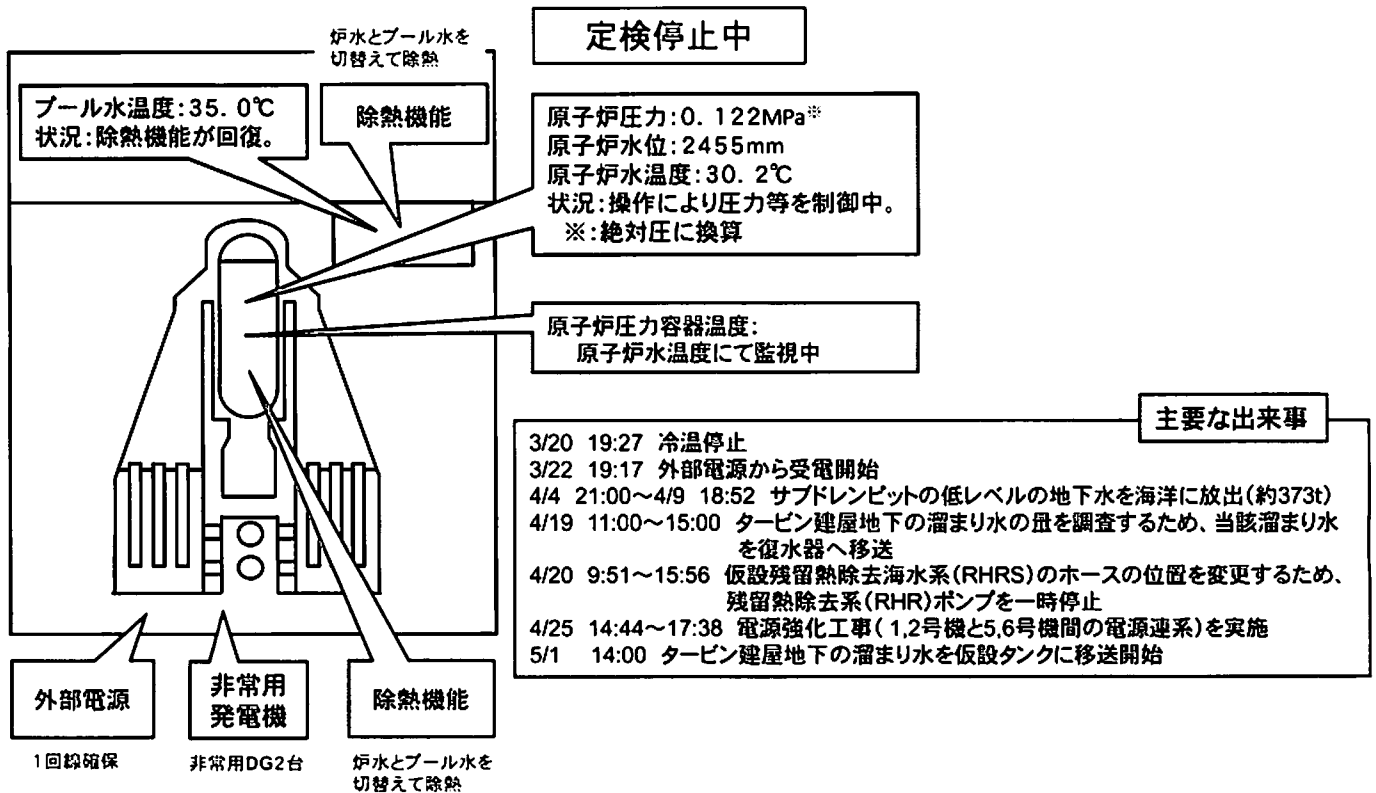 炉水とプール水を
切替えて除熱
定検停止中
プール水温度:35.0℃
状況:除熱機能が回復。
除熱機能
原子炉圧力:0.122MPa※
原子炉水位:2455mm
原子炉水温度:30.2℃
状況:操作により圧力等を制御中。
※:絶対圧に換算
原子炉圧力容器温度:
原子炉水温度にて監視中
主要な出来事
3/20 19:27 冷温停止
3/22 19:17 外部電源から受電開始
4/4 21:00～4/9 18:52 サブドレンピットの低レベルの地下水を海洋に放出(約373t)
4/19 11:00～15:00 タービン建屋地下の溜まり水の量を調査するため、当該溜まり水
を復水器へ移送
4/20 9:51～15:56 仮設残留熱除去海水系(RHRS)のホースの位置を変更するため、
残留熱除去系(RHR)ポンプを一時停止
4/25 14:44～17:38 電源強化工事(1,2号機と5,6号機間の電源連系)を実施
5/1 14:00 タービン建屋地下の溜まり水を仮設タンクに移送開始
外部電源
非常用
発電機
除熱機能
1回線確保
非常用DG2台
炉水とプール水を
切替えて除熱